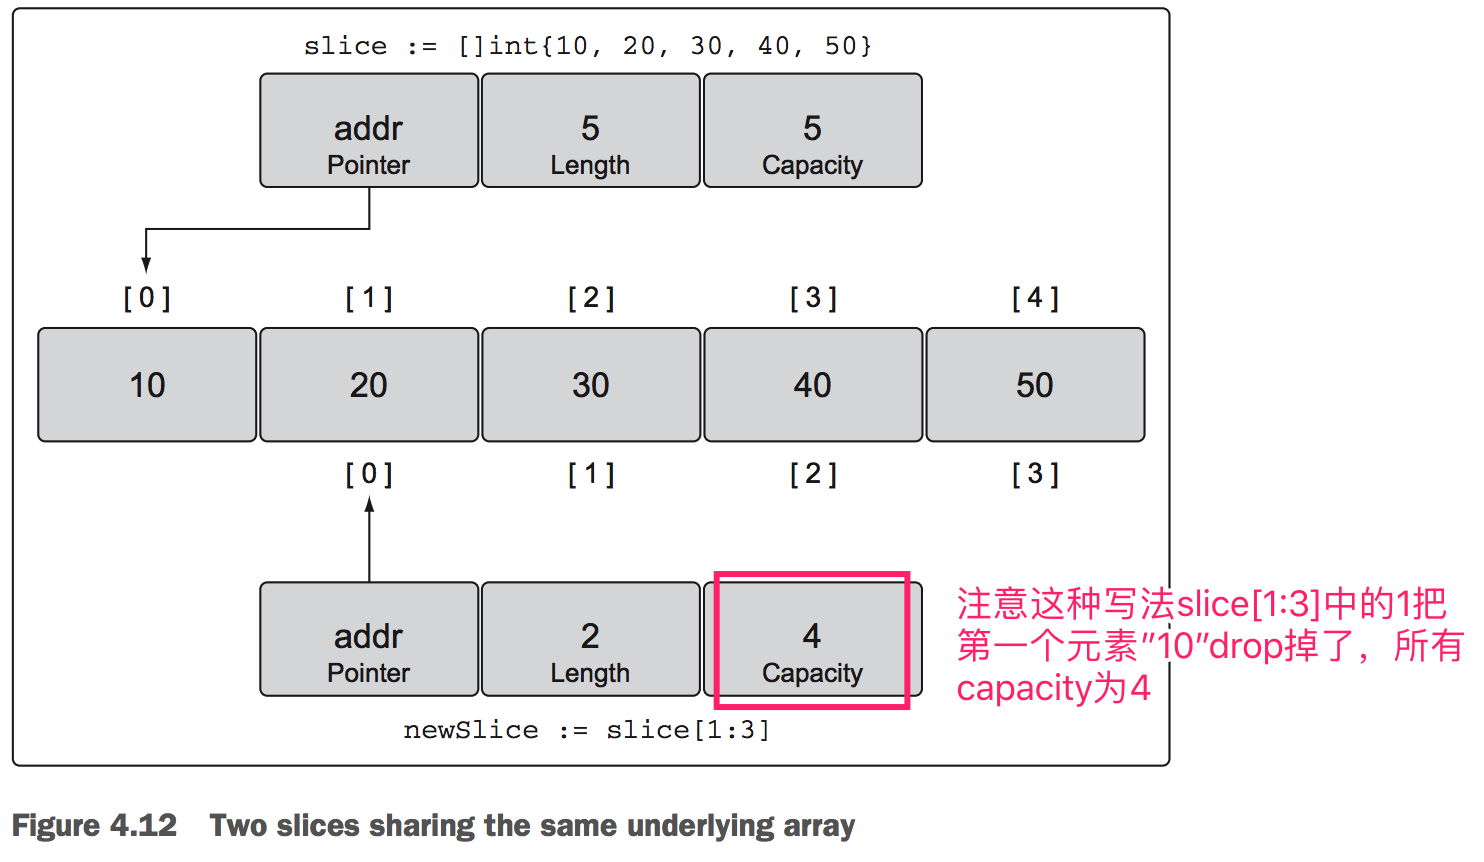 slice := []int{10, 20, 30, 40, 50}
addr 5 5
Pointer Length Capacity
[0] [1] [2] [3] [4]
10 20 30 40 50
[0] [1] [2] [3]
addr 2 4
Pointer Length Capacity
newSlice := slice[1:3]
注意这种写法slice[1:3]中的1把
第一个元素"10"drop掉了，所有
capacity为4
Figure 4.12 Two slices sharing the same underlying array